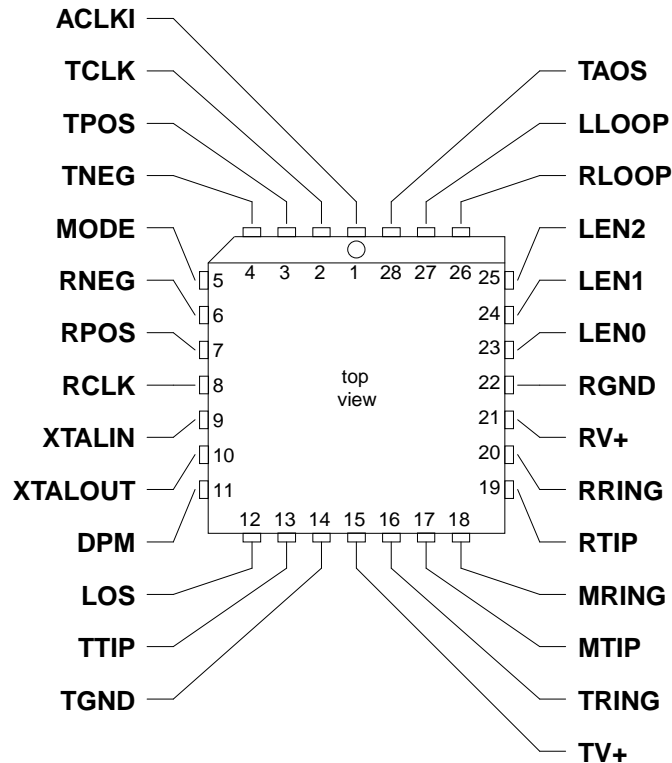 ACLKI
TCLK
TPOS
TNEG
MODE
RNEG
RPOS
RCLK
XTALIN
XTALOUT
DPM
LOS
TTIP
TGND
TAOS
LLOOP
RLOOP
LEN2
LEN1
LEN0
RGND
RV+
RRING
RTIP
MRING
MTIP
TRING
TV+
4 3 2 1 28 27 26
5
6
7
8
9
10
11
25
24
23
22
21
20
19
top
view
12 13 14 15 16 17 18